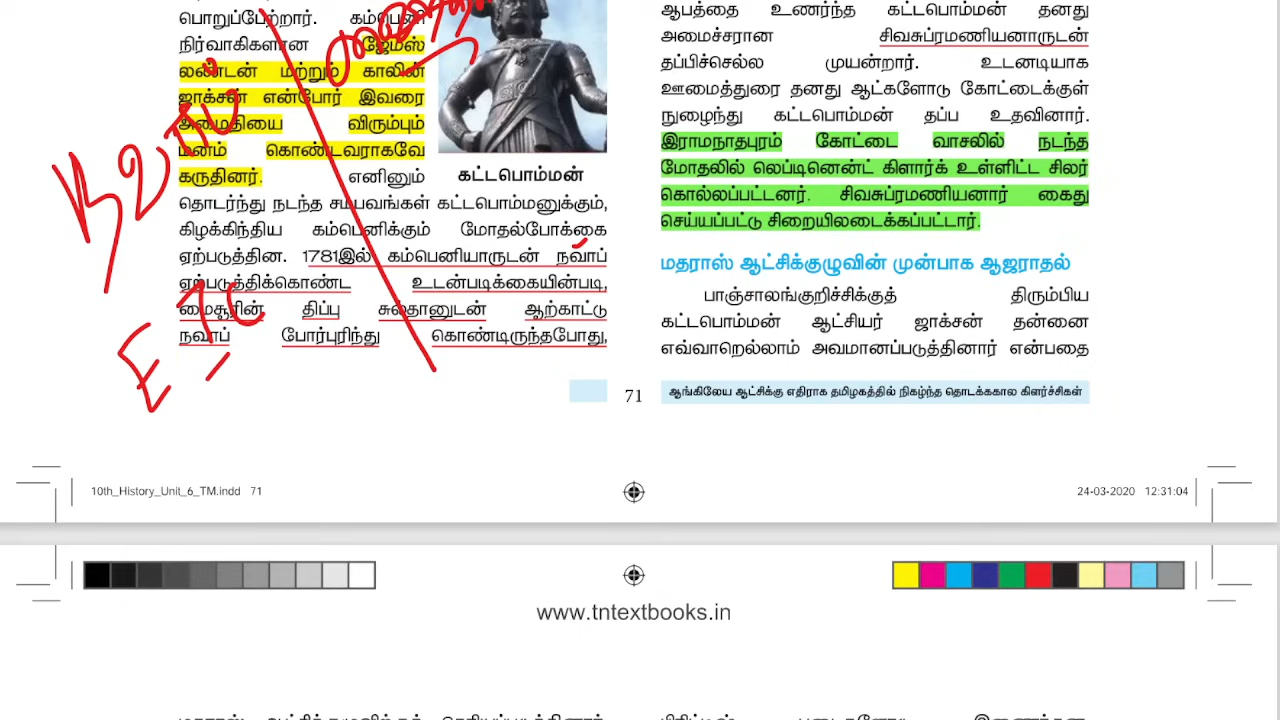 பொறுப்பேற்றார். கம்பெனி
நிர்வாகிகளான ஜேம்ஸ்
லண்டன் மற்றும் காலின்
ஜாக்சன் என்போர் இவரை
அமைதியை விரும்பும்
மனம் கொண்டவராகவே
கருதினர். எனினும்
கட்டபொம்மன்
தொடர்ந்து நடந்த சம்பவங்கள் கட்டபொம்மனுக்கும்,
கிழக்கிந்திய கம்பெனிக்கும் மோதல்போக்கை
ஏற்படுத்தின. 1781இல் கம்பெனியாருடன் நவாப்
ஏற்படுத்திக்கொண்ட உடன்படிக்கையின்படி,
மைசூரின் திப்பு சுல்தானுடன் ஆற்காட்டு
நவாப் போர்புரிந்து கொண்டிருந்தபோது,
ஆபத்தை உணர்ந்த கட்டபொம்மன் தனது
அமைச்சரான சிவசுப்ரமணியனாருடன்
தப்பிச்செல்ல முயன்றார். உடனடியாக
ஊமைத்துரை தனது ஆட்களோடு கோட்டைக்குள்
நுழைந்து கட்டபொம்மன் தப்ப உதவினார்.
இராமநாதபுரம் கோட்டை வாசலில் நடந்த
மோதலில் லெப்டினென்ட் கிளார்க் உள்ளிட்ட சிலர்
கொல்லப்பட்டனர். சிவசுப்ரமணியனார் கைது
செய்யப்பட்டு சிறையிலடைக்கப்பட்டார்.
மதராஸ் ஆட்சிக்குழுவின் முன்பாக ஆஜராதல்
பாஞ்சாலங்குறிச்சிக்குத் திரும்பிய
கட்டபொம்மன் ஆட்சியர் ஜாக்சன் தன்னை
எவ்வாறெல்லாம் அவமானப்படுத்தினார் என்பதை
71 ஆங்கிலேய ஆட்சிக்கு எதிராக தமிழகத்தில் நிகழ்ந்த தொடக்ககால கிளர்ச்சிகள்
நவாப்
EIC
10th_History_Unit_6_TM.indd 71
24-03-2020 12:31:04
www.tntextbooks.in